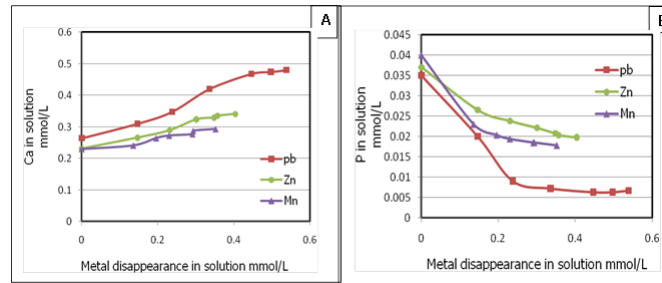 A
0.6
0.5
0.4
0.3
0.2
0.1
0
0
0.2
0.4
0.6
Ca in solution
mmol/L
pb
Zn
Mn
Metal disappearance in solution mmol/L
B
0.045
0.04
0.035
0.03
0.025
0.02
0.015
0.01
0.005
0
0
0.2
0.4
0.6
P in solution
mmol/L
pb
Zn
Mn
Metal disappearance in solution mmol/L